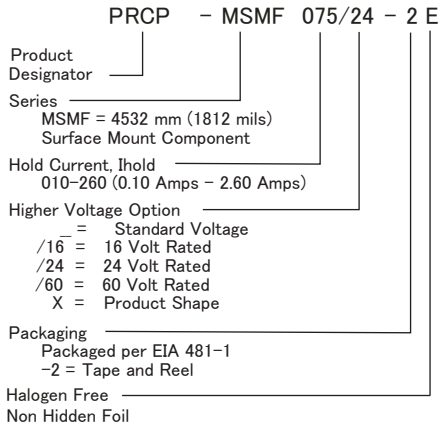 PRCP - MSMF 075/24 - 2 E
Product
Designator
Series
MSMF = 4532 mm (1812 mils)
Surface Mount Component
Hold Current, Ihold
010-260 (0.10 Amps - 2.60 Amps)
Higher Voltage Option
_ = Standard Voltage
/16 = 16 Volt Rated
/24 = 24 Volt Rated
/60 = 60 Volt Rated
X = Product Shape
Packaging
Packaged per EIA 481-1
-2 = Tape and Reel
Halogen Free
Non Hidden Foil